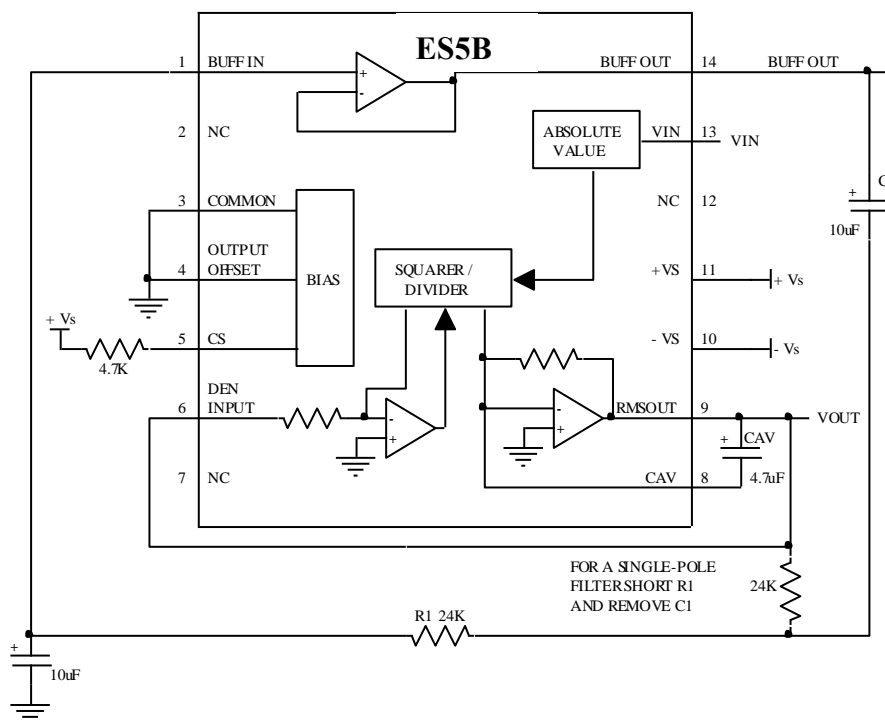 ES5B
1 BUFF IN
BUFF OUT 14 BUFF OUT
+
-
2 NC
ABSOLUTE
VALUE
VIN 13 VIN
3 COMMON
NC 12
+ C
10uF
OUTPUT
4 OFFSET
BIAS
SQUARER /
DIVIDER
+VS 11 + Vs
+ Vs
5 CS
4.7K
- VS 10 - Vs
DEN
6 INPUT
-
+
-
+
RMSOUT 9 VOUT
+ CAV
4.7uF
7 NC
CAV 8
FOR A SINGLE-POLE
FILTER SHORT R1
AND REMOVE C1
24K
R1 24K
+
10uF